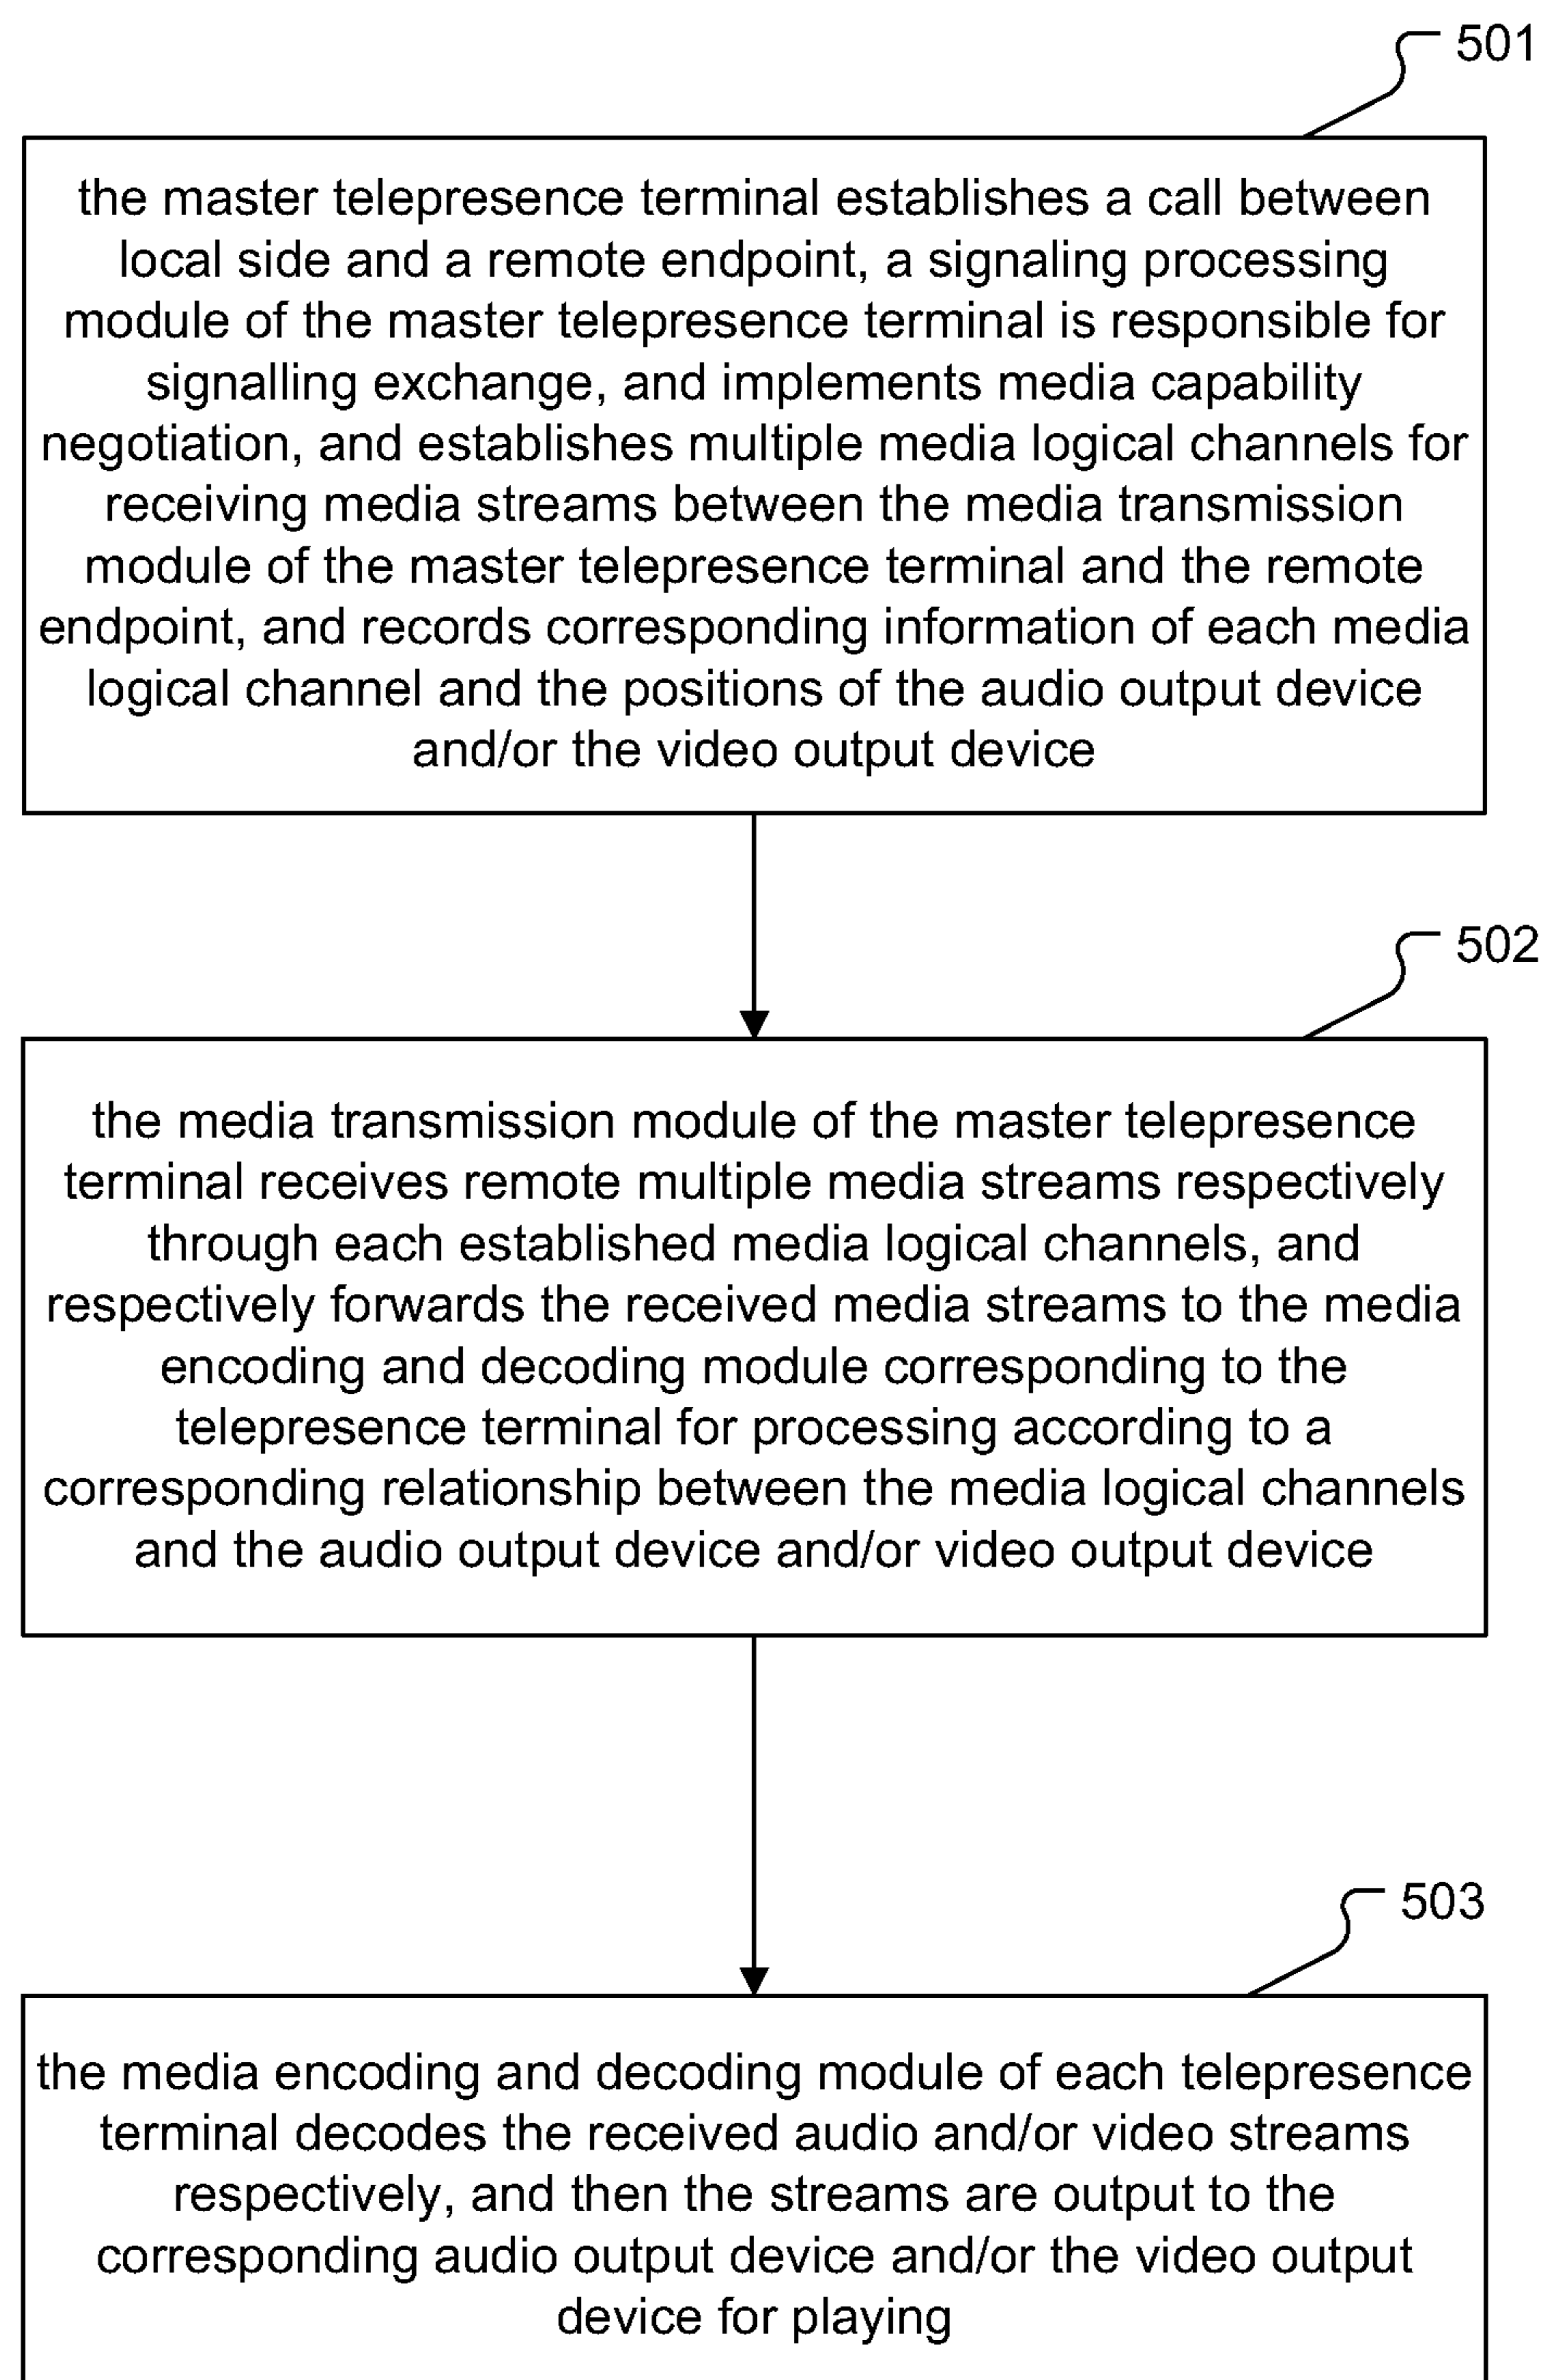 501
the master telepresence terminal establishes a call between
local side and a remote endpoint, a signaling processing
module of the master telepresence terminal is responsible for
signalling exchange, and implements media capability
negotiation, and establishes multiple media logical channels for
receiving media streams between the media transmission
module of the master telepresence terminal and the remote
endpoint, and records corresponding information of each media
logical channel and the positions of the audio output device
and/or the video output device
502
the media transmission module of the master telepresence
terminal receives remote multiple media streams respectively
through each established media logical channels, and
respectively forwards the received media streams to the media
encoding and decoding module corresponding to the
telepresence terminal for processing according to a
corresponding relationship between the media logical channels
and the audio output device and/or video output device
503
the media encoding and decoding module of each telepresence
terminal decodes the received audio and/or video streams
respectively, and then the streams are output to the
corresponding audio output device and/or the video output
device for playing